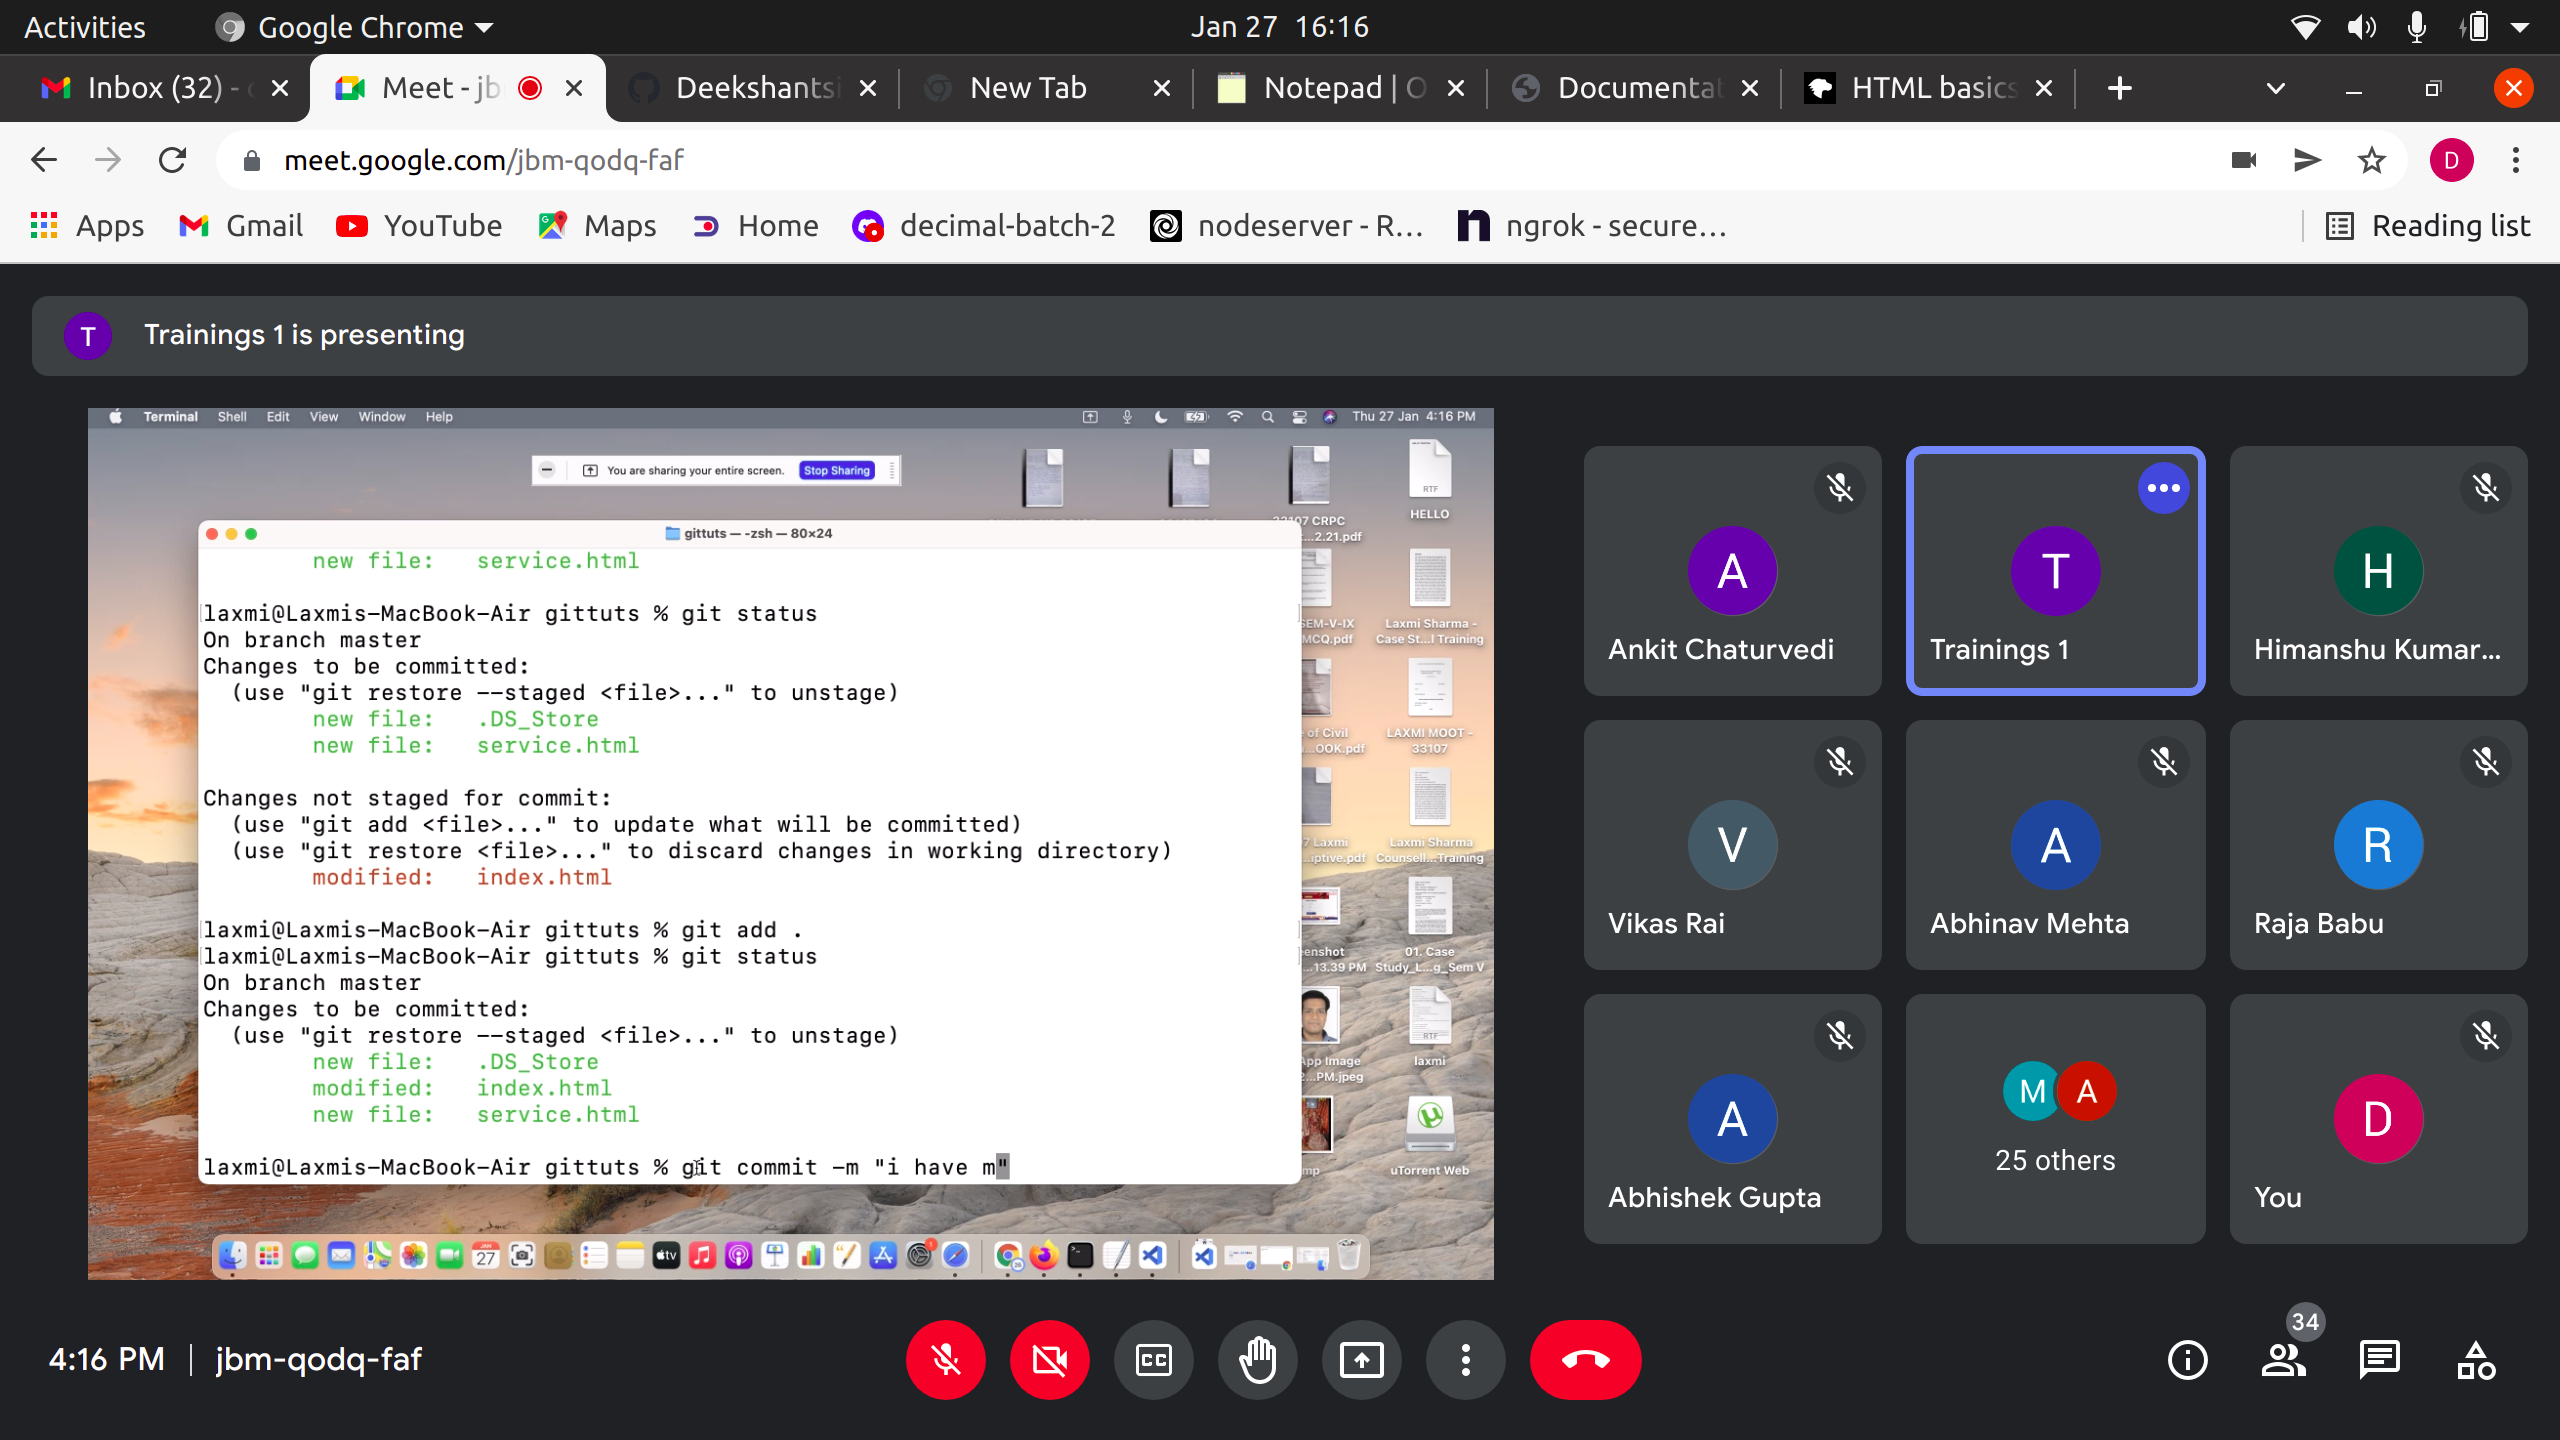 Activities
Google Chrome
Jan 27 16:16
Inbox (32) -
Meet - jb
Deekshantsi
New Tab
Notepad | O
Documentat
HTML basics
meet.google.com/jbm-qodq-faf
D
Apps
Gmail
YouTube
Maps
Home
decimal-batch-2
nodeserver - R...
ngrok - secure...
Reading list
T
Trainings 1 is presenting
Terminal Shell Edit View Window Help
Thu 27 Jan 4:16 PM
You are sharing your entire screen.
Stop Sharing
gittuts — -zsh — 80×24
new file: service.html
laxmi@Laxmis-MacBook-Air gittuts % git status
On branch master
Changes to be committed:
(use "git restore --staged <file>..." to unstage)
new file: .DS_Store
new file: service.html
Changes not staged for commit:
(use "git add <file>..." to update what will be committed)
(use "git restore <file>..." to discard changes in working directory)
modified: index.html
laxmi@Laxmis-MacBook-Air gittuts % git add .
laxmi@Laxmis-MacBook-Air gittuts % git status
On branch master
Changes to be committed:
(use "git restore --staged <file>..." to unstage)
new file: .DS_Store
modified: index.html
new file: service.html
laxmi@Laxmis-MacBook-Air gittuts % git commit -m "i have m"
CRPC
...2.21.pdf
RTF
HELLO
SEM-V-IX
MCQ.pdf
Laxmi Sharma -
Case St...l Training
e of Civil
...OOK.pdf
LAXMI MOOT -
33107
7 Laxmi
...iptive.pdf
Laxmi Sharma
Counsell...Training
enshot
...13.39 PM
01. Case
Study_L...g_Sem V
App Image
2...PM.jpeg
RTF
laxmi
mp
uTorrent Web
JAN
27
tv
A
Ankit Chaturvedi
T
Trainings 1
H
Himanshu Kumar...
V
Vikas Rai
A
Abhinav Mehta
R
Raja Babu
A
Abhishek Gupta
M A
25 others
D
You
4:16 PM | jbm-qodq-faf
CC
34